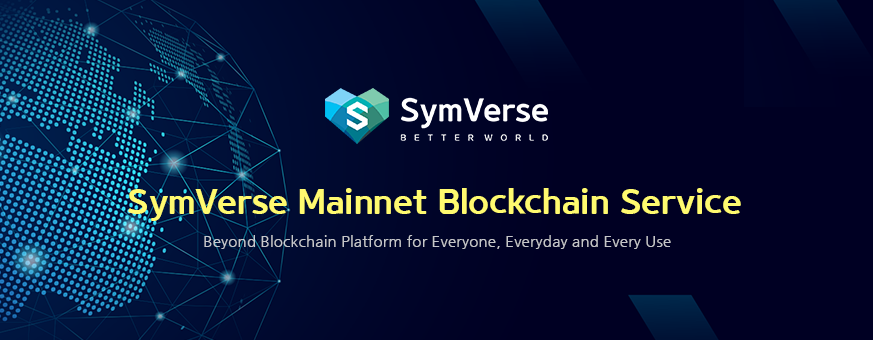 S
SymVerse
BETTER WORLD
SymVerse Mainnet Blockchain Service
Beyond Blockchain Platform for Everyone, Everyday and Every Use